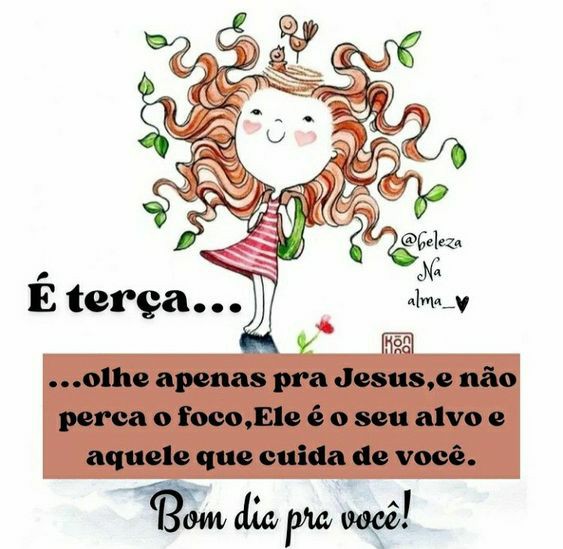 @beleza
Na
alma_
É terça...
KŌN
...olhe apenas pra Jesus,e não
perca o foco,Ele é o seu alvo e
aquele que cuida de você.
Bom dia pra você!